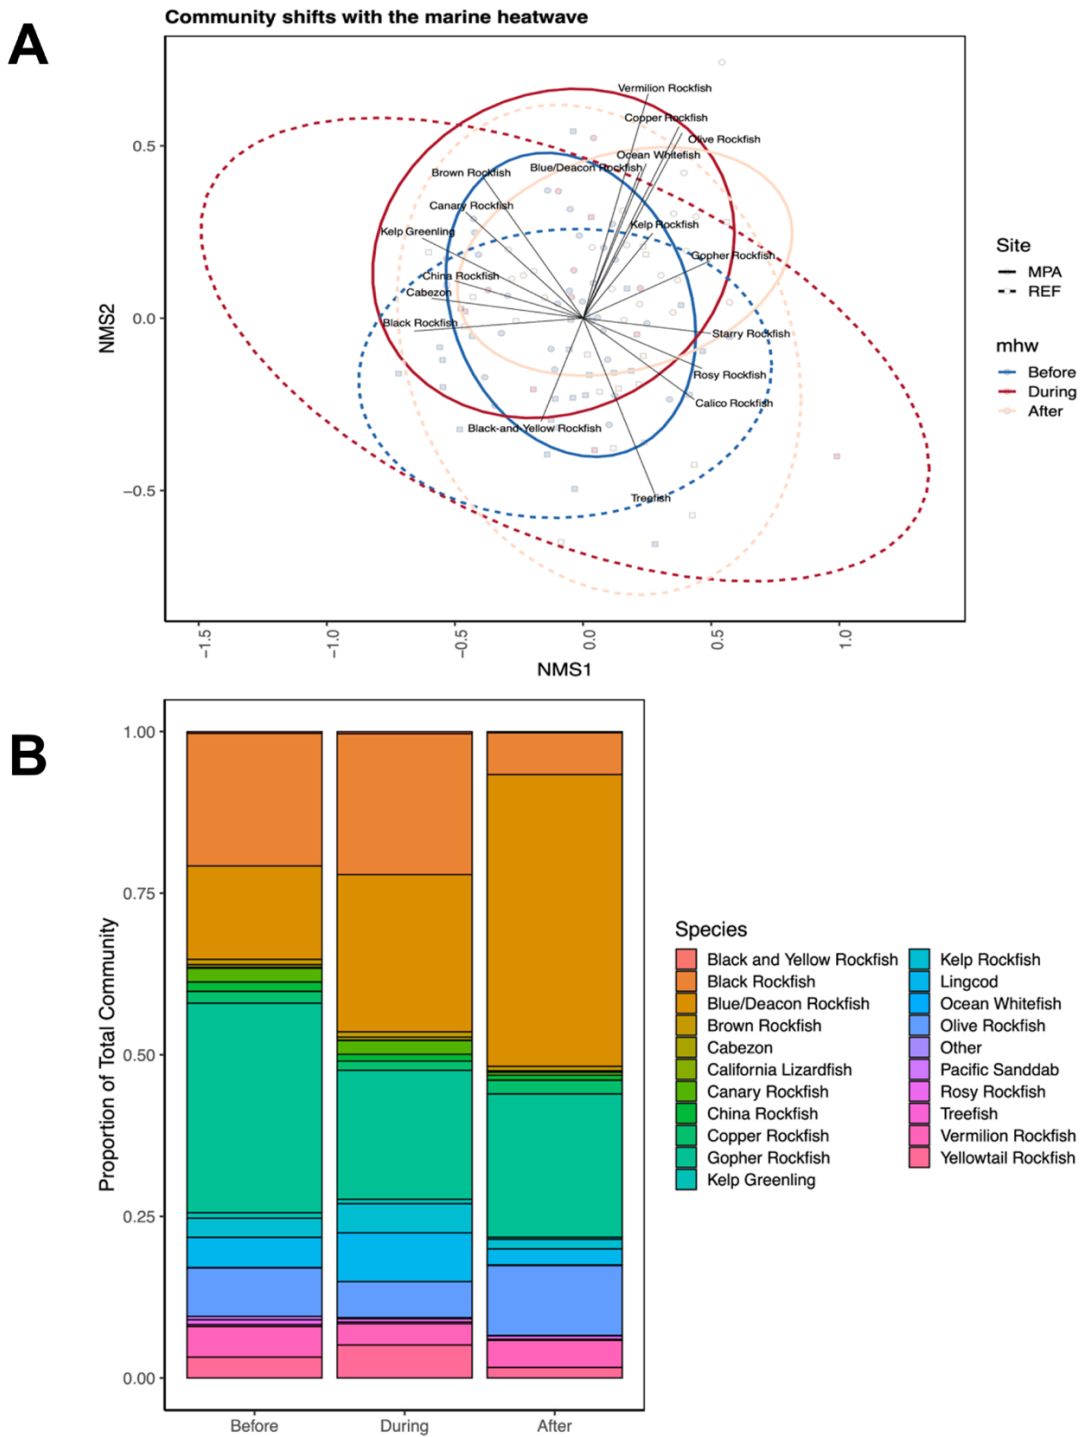 A
Community shifts with the marine heatwave
Vermilion Rockfish
Copper Rockfish
Olive Rockfish
Ocean Whitefish
Blue/Deacon Rockfish
Brown Rockfish
Canary Rockfish
Kelp Rockfish
Kelp Greenling
Gopher Rockfish
China Rockfish
Cabezon
Black Rockfish
Starry Rockfish
Rosy Rockfish
Calico Rockfish
Black-and-Yellow Rockfish
Treefish
0.5
0.0
−0.5
NMS2
−1.5
−1.0
−0.5
0.0
0.5
1.0
NMS1
Site
MPA
REF
mhw
Before
During
After
B
1.00
0.75
0.50
0.25
0.00
Proportion of Total Community
Before
During
After
Species
Black and Yellow Rockfish
Black Rockfish
Blue/Deacon Rockfish
Brown Rockfish
Cabezon
California Lizardfish
Canary Rockfish
China Rockfish
Copper Rockfish
Gopher Rockfish
Kelp Greenling
Kelp Rockfish
Lingcod
Ocean Whitefish
Olive Rockfish
Other
Pacific Sanddab
Rosy Rockfish
Treefish
Vermilion Rockfish
Yellowtail Rockfish